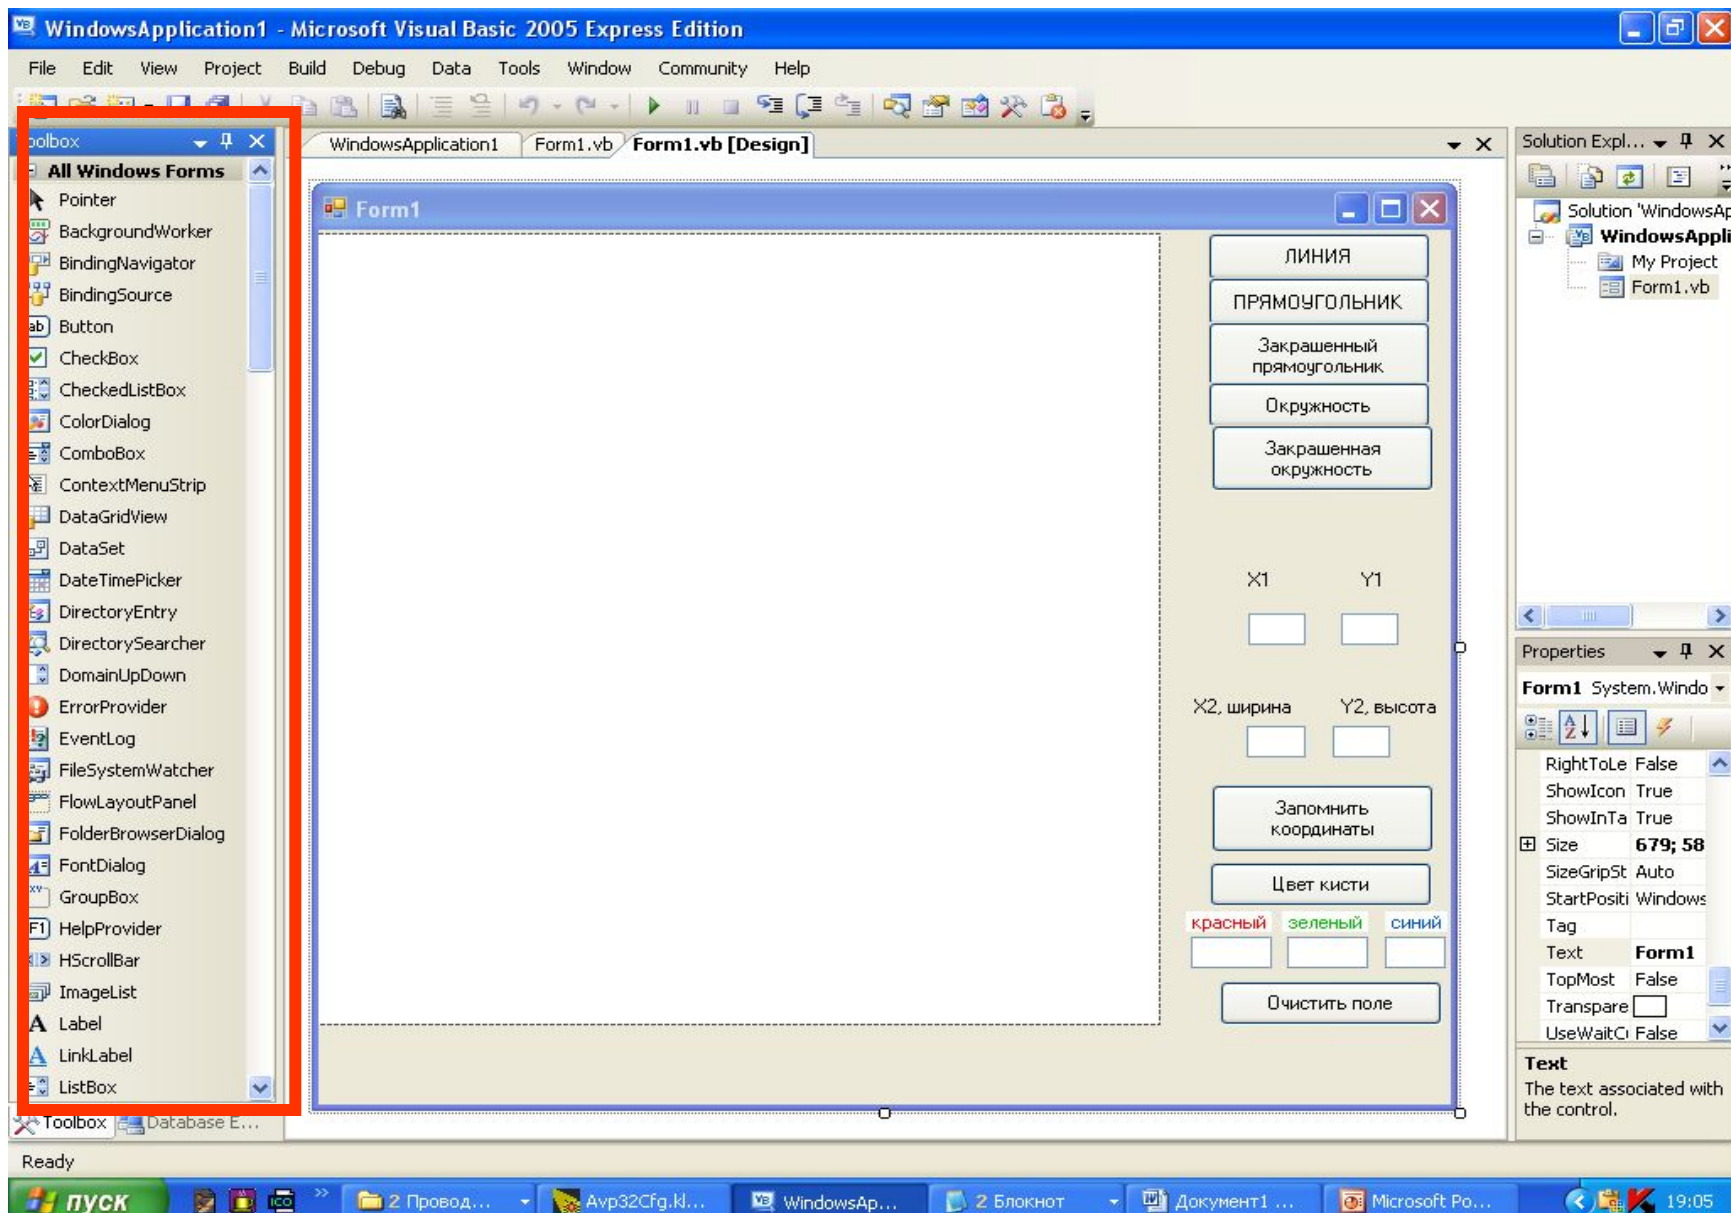 WindowsApplication1 - Microsoft Visual Basic 2005 Express Edition
File Edit View Project Build Debug Data Tools Window Community Help
Toolbox
All Windows Forms
Pointer
BackgroundWorker
BindingNavigator
BindingSource
Button
CheckBox
CheckedListBox
ColorDialog
ComboBox
ContextMenuStrip
DataGridView
DataSet
DateTimePicker
DirectoryEntry
DirectorySearcher
DomainUpDown
ErrorProvider
EventLog
FileSystemWatcher
FlowLayoutPanel
FolderBrowserDialog
FontDialog
GroupBox
HelpProvider
HScrollBar
ImageList
Label
LinkLabel
ListBox
Toolbox Database E...
WindowsApplication1 Form1.vb Form1.vb [Design]
Form1
ЛИНИЯ
ПРЯМОУГОЛЬНИК
Закрашенный
прямоугольник
Окружность
Закрашенная
окружность
X1 Y1
X2, ширина Y2, высота
Запомнить
координаты
Цвет кисти
красный зеленый синий
Очистить поле
Solution Expl...
Solution 'WindowsAp
WindowsAppli
My Project
Form1.vb
Properties
Form1 System.Windo
RightToLe False
ShowIcon True
ShowInTa True
Size 679; 58
SizeGripSt Auto
StartPositi Windows
Tag
Text Form1
TopMost False
Transpare
UseWaitCu False
Text
The text associated with
the control.
Ready
пуск 2 Провод... Avp32Cfg.kl... WindowsAp... 2 Блокнот Документ1 ... Microsoft Po... 19:05